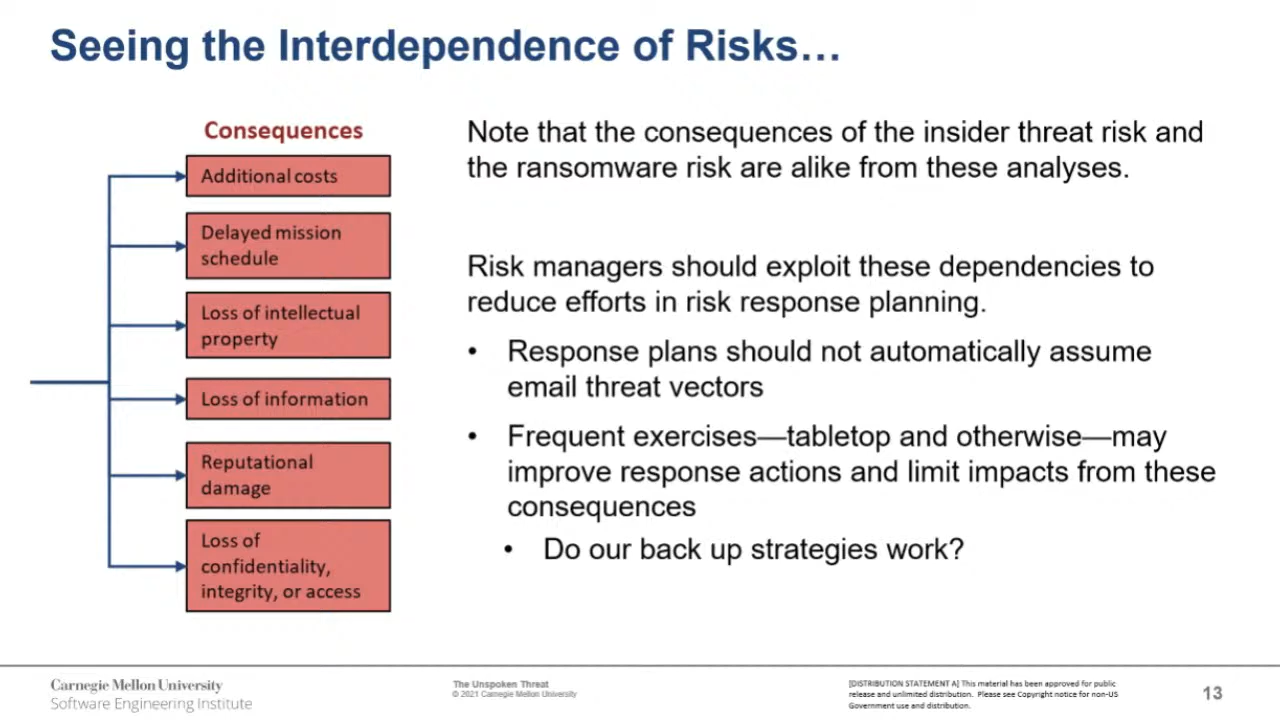 Seeing the Interdependence of Risks…
Consequences
Additional costs
Delayed mission
schedule
Loss of intellectual
property
Loss of information
Reputational
damage
Loss of
confidentiality,
integrity, or access
Note that the consequences of the insider threat risk and
the ransomware risk are alike from these analyses.
Risk managers should exploit these dependencies to
reduce efforts in risk response planning.
• Response plans should not automatically assume
email threat vectors
• Frequent exercises—tabletop and otherwise—may
improve response actions and limit impacts from these
consequences
• Do our back up strategies work?
Carnegie Mellon University
Software Engineering Institute
The Unspoken Threat
© 2021 Carnegie Mellon University
[DISTRIBUTION STATEMENT A] This material has been approved for public
release and unlimited distribution. Please see Copyright notice for non-US
Government use and distribution.
13